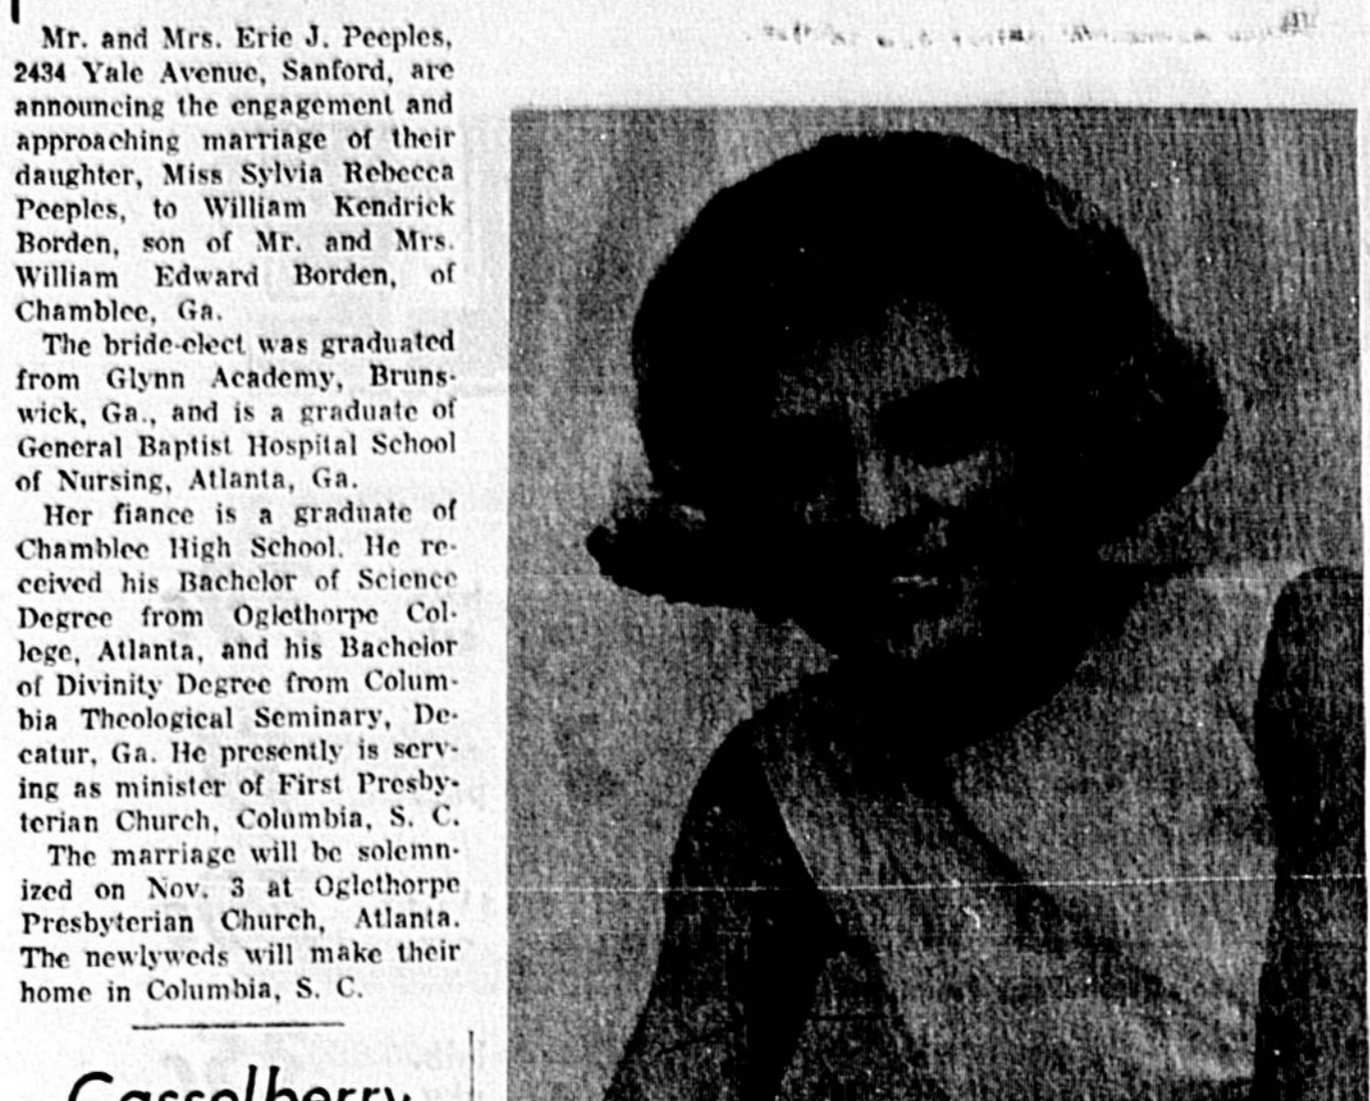 Mr. and Mrs. Eric J. Peeples,
2434 Yale Avenue, Sanford, are
announcing the engagement and
approaching marriage of their
daughter, Miss Sylvia Rebecca
Peeples, to William Kendrick
Borden, son of Mr. and Mrs.
William Edward Borden, of
Chamblee, Ga.
The bride-elect was graduated
from Glynn Academy, Bruns-
wick, Ga., and is a graduate of
General Baptist Hospital School
of Nursing, Atlanta, Ga.
Her fiance is a graduate of
Chamblee High School. He re-
ceived his Bachelor of Science
Degree from Oglethorpe Col-
lege, Atlanta, and his Bachelor
of Divinity Degree from Colum-
bia Theological Seminary, De-
catur, Ga. He presently is serv-
ing as minister of First Presby-
terian Church, Columbia, S. C.
The marriage will be solemn-
ized on Nov. 3 at Oglethorpe
Presbyterian Church, Atlanta.
The newlyweds will make their
home in Columbia, S. C.
Casselberry